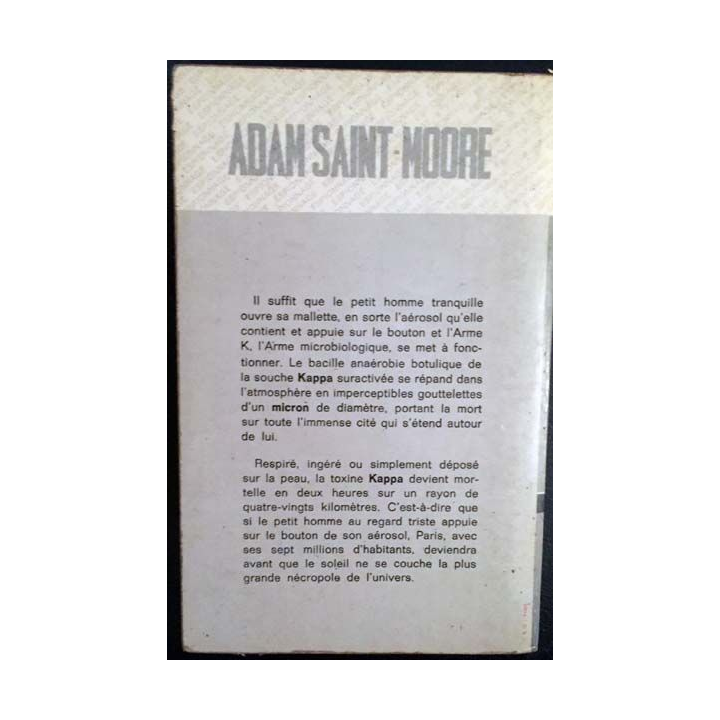 ADAM SAINT-MOORE
Il suffit que le petit homme tranquille
ouvre sa mallette, en sorte l'aérosol qu'elle
contient et appuie sur le bouton et l'Arme
K, l'Arme microbiologique, se met à fonc-
tionner. Le bacille anaérobie botulique de
la souche Kappa suractivée se répand dans
l'atmosphère en imperceptibles gouttelettes
d'un micron de diamètre, portant la mort
sur toute l'immense cité qui s'étend autour
de lui.
Respiré, ingéré ou simplement déposé
sur la peau, la toxine Kappa devient mor-
telle en deux heures sur un rayon de
quatre-vingts kilomètres. C'est-à-dire que
si le petit homme au regard triste appuie
sur le bouton de son aérosol, Paris, avec
ses sept millions d'habitants, deviendra
avant que le soleil ne se couche la plus
grande nécropole de l'univers.